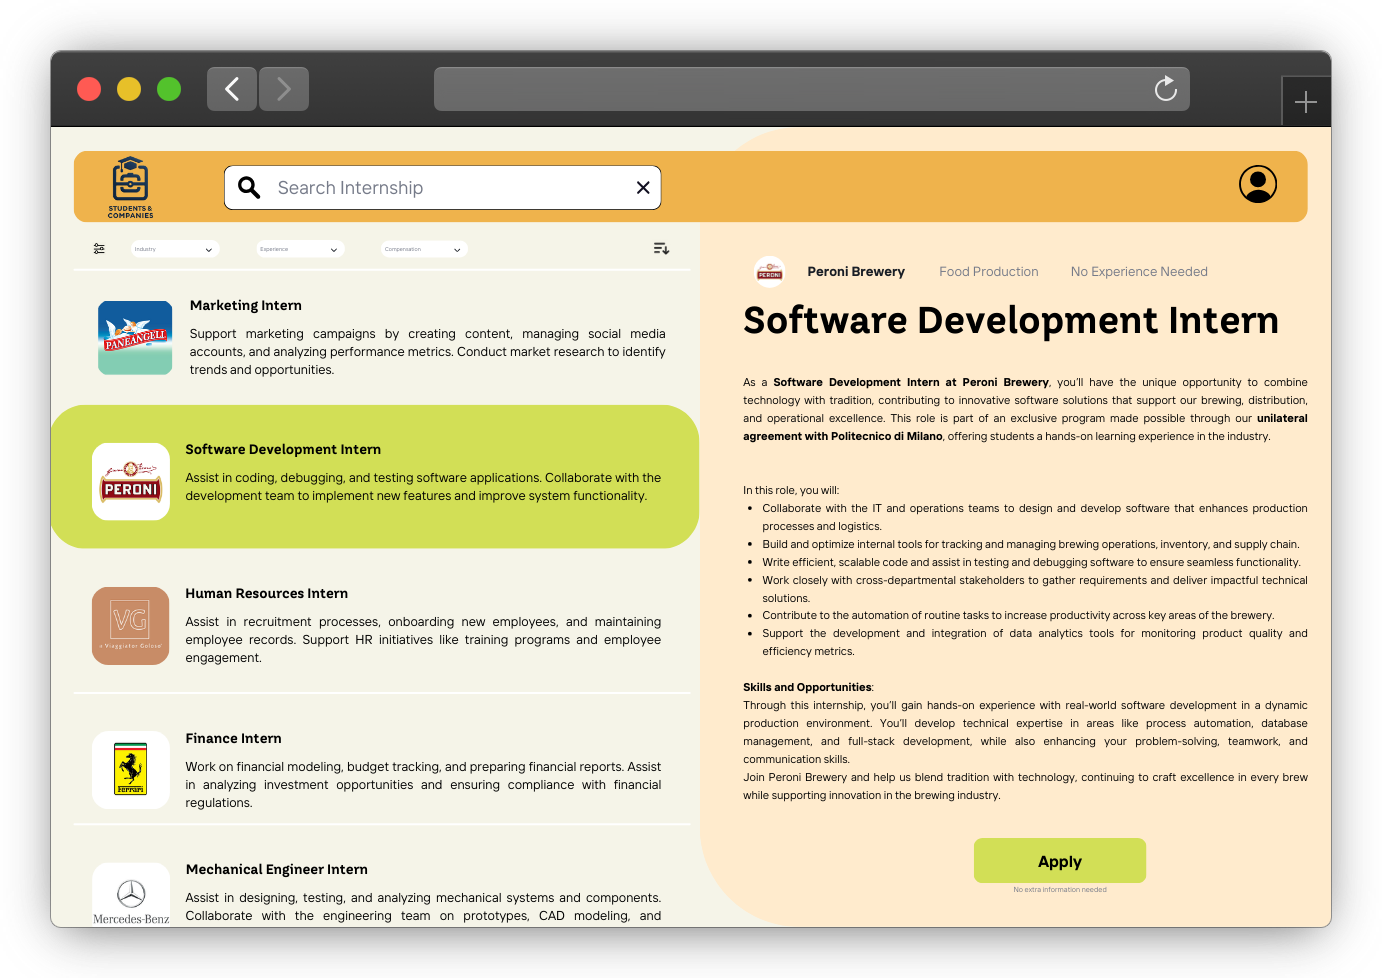 STUDENTS &
COMPANIES
Search Internship
Industry
Experience
Compensation
PANEANGELI
Marketing Intern
Support marketing campaigns by creating content, managing social media
accounts, and analyzing performance metrics. Conduct market research to identify
trends and opportunities.
PERONI
Software Development Intern
Assist in coding, debugging, and testing software applications. Collaborate with the
development team to implement new features and improve system functionality.
VG
Viaggiator Goloso
Human Resources Intern
Assist in recruitment processes, onboarding new employees, and maintaining
employee records. Support HR initiatives like training programs and employee
engagement.
Ferrari
Finance Intern
Work on financial modeling, budget tracking, and preparing financial reports. Assist
in analyzing investment opportunities and ensuring compliance with financial
regulations.
Mercedes-Benz
Mechanical Engineer Intern
Assist in designing, testing, and analyzing mechanical systems and components.
Collaborate with the engineering team on prototypes, CAD modeling, and
PERONI
Peroni Brewery
Food Production
No Experience Needed
Software Development Intern
As a Software Development Intern at Peroni Brewery, you'll have the unique opportunity to combine
technology with tradition, contributing to innovative software solutions that support our brewing, distribution,
and operational excellence. This role is part of an exclusive program made possible through our unilateral
agreement with Politecnico di Milano, offering students a hands-on learning experience in the industry.
In this role, you will:
• Collaborate with the IT and operations teams to design and develop software that enhances production
processes and logistics.
• Build and optimize internal tools for tracking and managing brewing operations, inventory, and supply chain.
• Write efficient, scalable code and assist in testing and debugging software to ensure seamless functionality.
• Work closely with cross-departmental stakeholders to gather requirements and deliver impactful technical
solutions.
• Contribute to the automation of routine tasks to increase productivity across key areas of the brewery.
• Support the development and integration of data analytics tools for monitoring product quality and
efficiency metrics.
Skills and Opportunities:
Through this internship, you'll gain hands-on experience with real-world software development in a dynamic
production environment. You'll develop technical expertise in areas like process automation, database
management, and full-stack development, while also enhancing your problem-solving, teamwork, and
communication skills.
Join Peroni Brewery and help us blend tradition with technology, continuing to craft excellence in every brew
while supporting innovation in the brewing industry.
Apply
No extra information needed